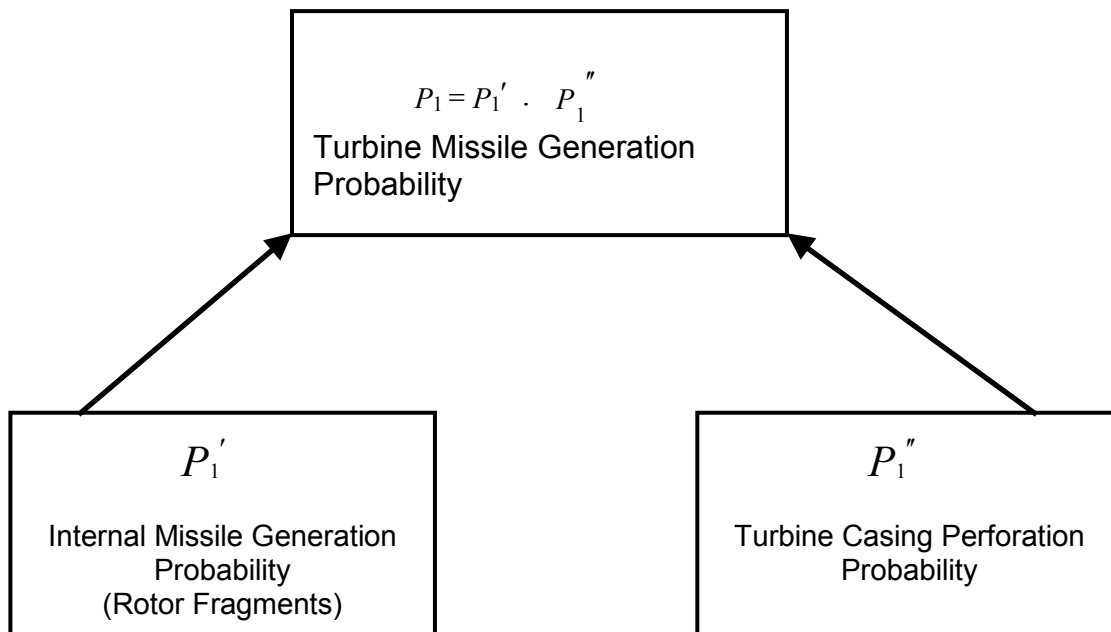 P₁ = P₁′ . P₁″
Turbine Missile Generation
Probability
P₁′
Internal Missile Generation
Probability
(Rotor Fragments)
P₁″
Turbine Casing Perforation
Probability